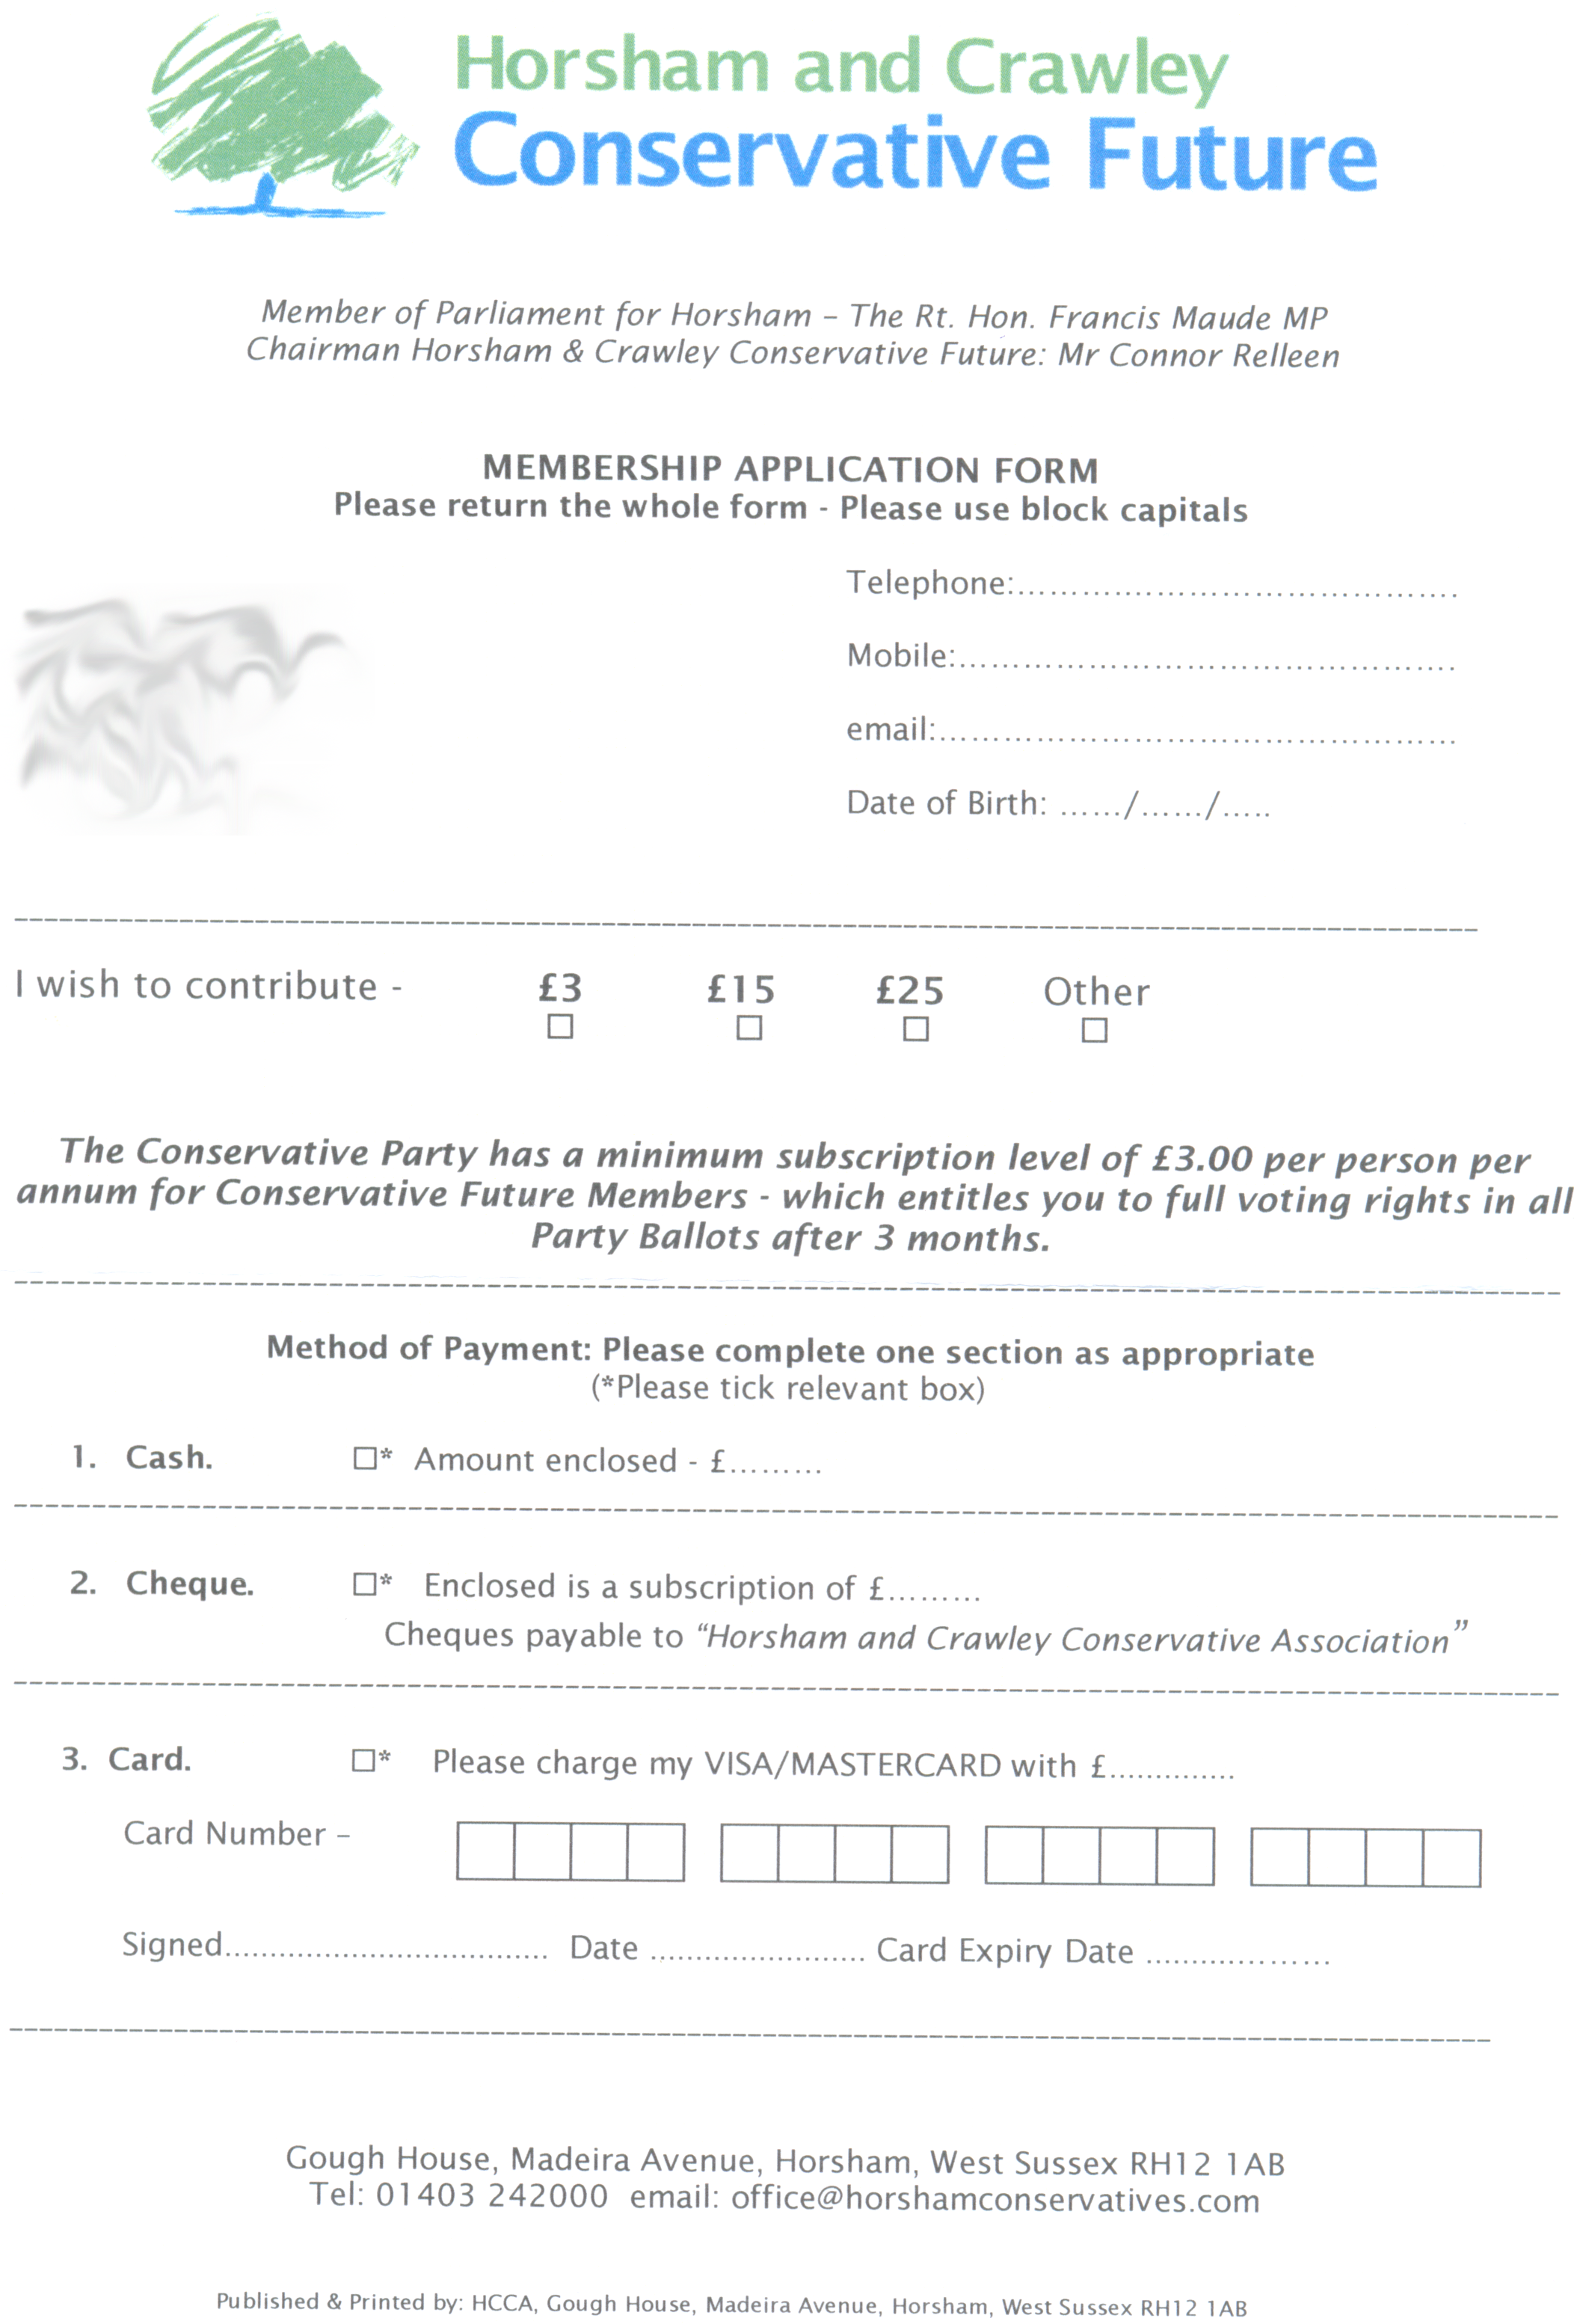 Horsham and Crawley
Conservative Future
Member of Parliament for Horsham – The Rt. Hon. Francis Maude MP
Chairman Horsham & Crawley Conservative Future: Mr Connor Relleen
MEMBERSHIP APPLICATION FORM
Please return the whole form - Please use block capitals
Telephone:..........................................
Mobile:...............................................
email:.................................................
Date of Birth: ....../....../.....
I wish to contribute - £3 £15 £25 Other
☐ ☐ ☐ ☐
The Conservative Party has a minimum subscription level of £3.00 per person per
annum for Conservative Future Members - which entitles you to full voting rights in all
Party Ballots after 3 months.
Method of Payment: Please complete one section as appropriate
(*Please tick relevant box)
1. Cash. ☐* Amount enclosed - £.........
2. Cheque. ☐* Enclosed is a subscription of £.........
Cheques payable to “Horsham and Crawley Conservative Association”
3. Card. ☐* Please charge my VISA/MASTERCARD with £..............
Card Number –
Signed.................................... Date ........................ Card Expiry Date ....................
Gough House, Madeira Avenue, Horsham, West Sussex RH12 1AB
Tel: 01403 242000 email: office@horshamconservatives.com
Published & Printed by: HCCA, Gough House, Madeira Avenue, Horsham, West Sussex RH12 1AB